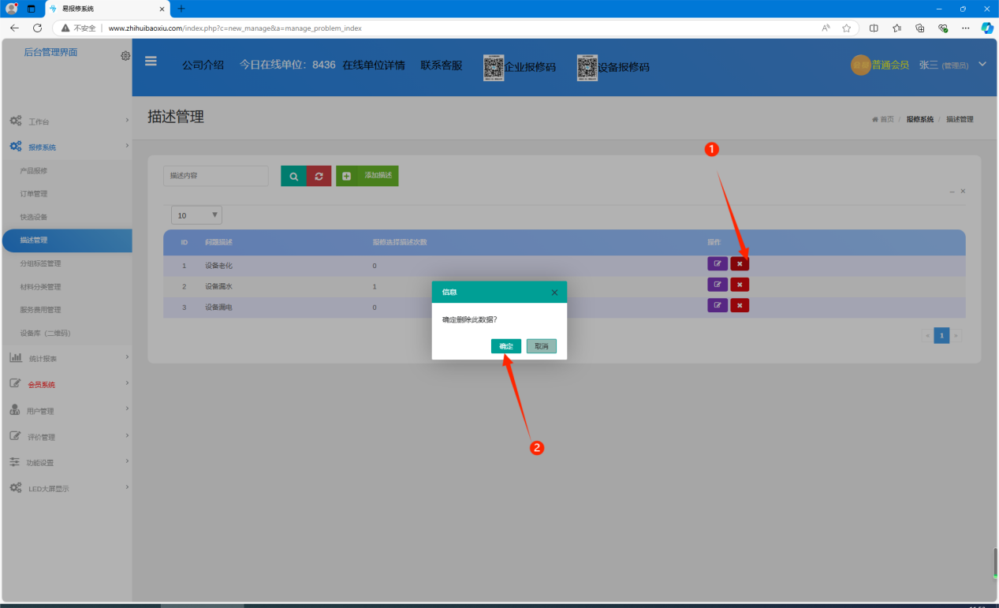 易报修系统
不安全 www.zhihuibaoxiu.com/index.php?c=new_manage&a=manage_problem_index
后台管理界面
公司介绍 今日在线单位：8436 在线单位详情 联系客服 企业报修码 设备报修码
普通会员 张三 (管理员)
描述管理
首页 / 报修系统 / 描述管理
工作台
报修系统
产品报修
订单管理
快选设备
描述管理
分组标签管理
材料分类管理
服务费用管理
设备库（二维码）
统计报表
会员系统
用户管理
评价管理
功能设置
LED大屏显示
1
描述内容 添加描述
10
ID 问题描述 报修选择描述次数 操作
1 设备老化 0
2 设备漏水 1
3 设备漏电 0
« 1 »
信息
确定删除此数据?
确定 取消
2